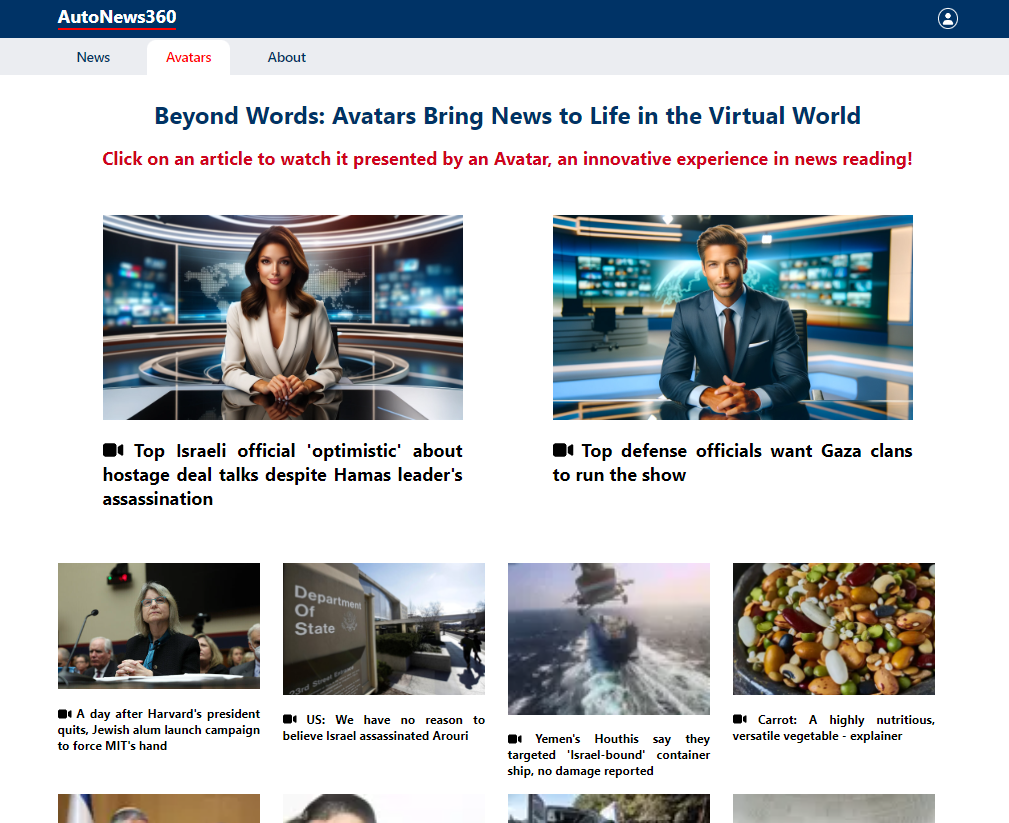 AutoNews360
News
Avatars
About
Beyond Words: Avatars Bring News to Life in the Virtual World
Click on an article to watch it presented by an Avatar, an innovative experience in news reading!
Top Israeli official 'optimistic' about
hostage deal talks despite Hamas leader's
assassination
Top defense officials want Gaza clans
to run the show
Department
Of
State
23rd Street Entrance
A day after Harvard's president
quits, Jewish alum launch campaign
to force MIT's hand
US: We have no reason to
believe Israel assassinated Arouri
Yemen's Houthis say they
targeted 'Israel-bound' container
ship, no damage reported
Carrot: A highly nutritious,
versatile vegetable - explainer